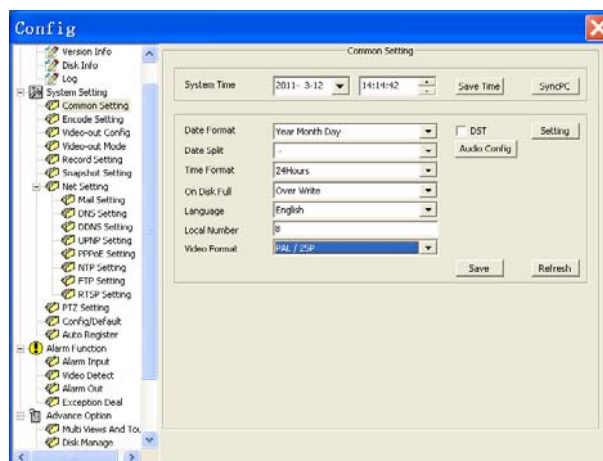 Config
Version Info
Disk Info
Log
System Setting
Common Setting
Encode Setting
Video-out Config
Video-out Mode
Record Setting
Snapshot Setting
Net Setting
Mail Setting
DNS Setting
DDNS Setting
UPNP Setting
PPPoE Setting
NTP Setting
FTP Setting
RTSP Setting
PTZ Setting
Config/Default
Auto Register
Alarm Function
Alarm Input
Video Detect
Alarm Out
Exception Deal
Advance Option
Multi Views And Tou
Disk Manage
Common Setting
System Time 2011- 3-12 14:14:42 Save Time SyncPC
Date Format Year Month Day DST Setting
Date Split - Audio Config
Time Format 24Hours
On Disk Full Over Write
Language English
Local Number 8
Video Format PAL / 25P
Save Refresh